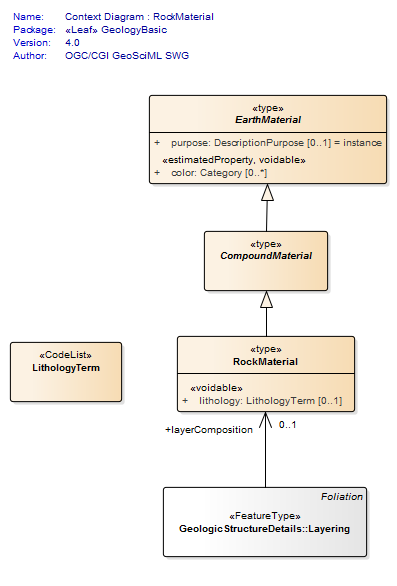 Name: Context Diagram : RockMaterial
Package: «Leaf» GeologyBasic
Version: 4.0
Author: OGC/CGI GeoSciML SWG
«type»
EarthMaterial
+ purpose: DescriptionPurpose [0..1] = instance
«estimatedProperty, voidable»
+ color: Category [0..*]
«type»
CompoundMaterial
«CodeList»
LithologyTerm
«type»
RockMaterial
«voidable»
+ lithology: LithologyTerm [0..1]
+layerComposition 0..1
Foliation
«FeatureType»
GeologicStructureDetails::Layering